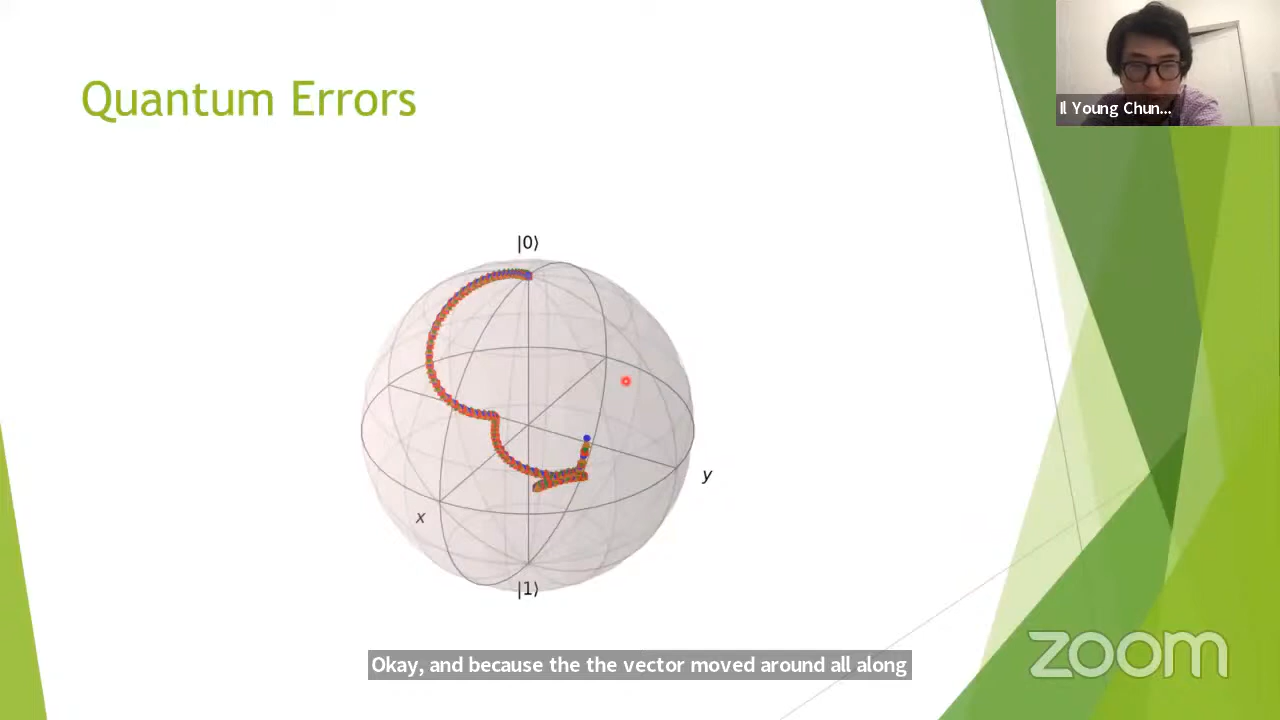 Quantum Errors
Il Young Chun...
|0⟩
y
x
|1⟩
zoom
Okay, and because the the vector moved around all along